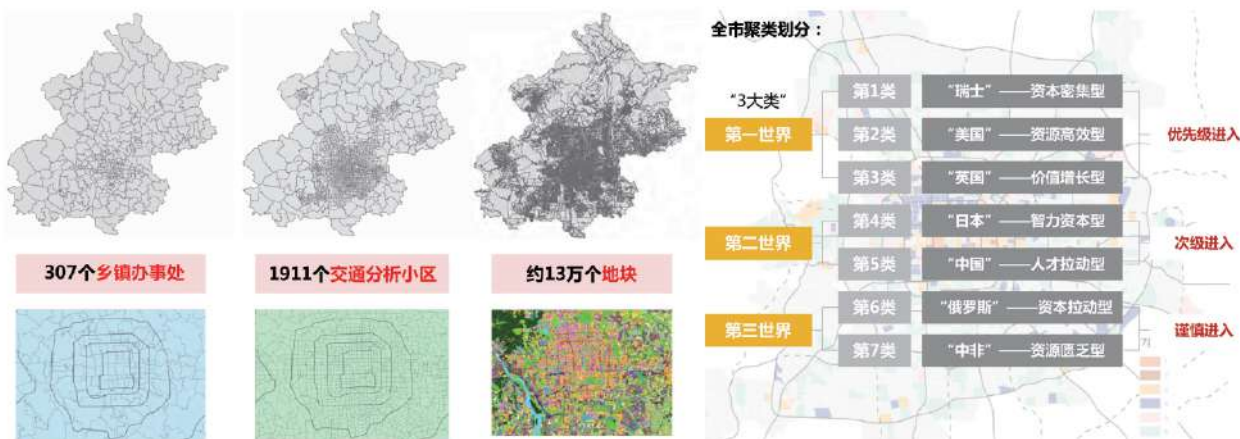 307个乡镇办事处
1911个交通分析小区
约13万个地块
全市聚类划分：
“3大类”
第一世界
第1类 “瑞士”——资本密集型
第2类 “美国”——资源高效型
第3类 “英国”——价值增长型
优先级进入
第二世界
第4类 “日本”——智力资本型
第5类 “中国”——人才拉动型
次级进入
第三世界
第6类 “俄罗斯”——资本拉动型
第7类 “中非”——资源匮乏型
谨慎进入